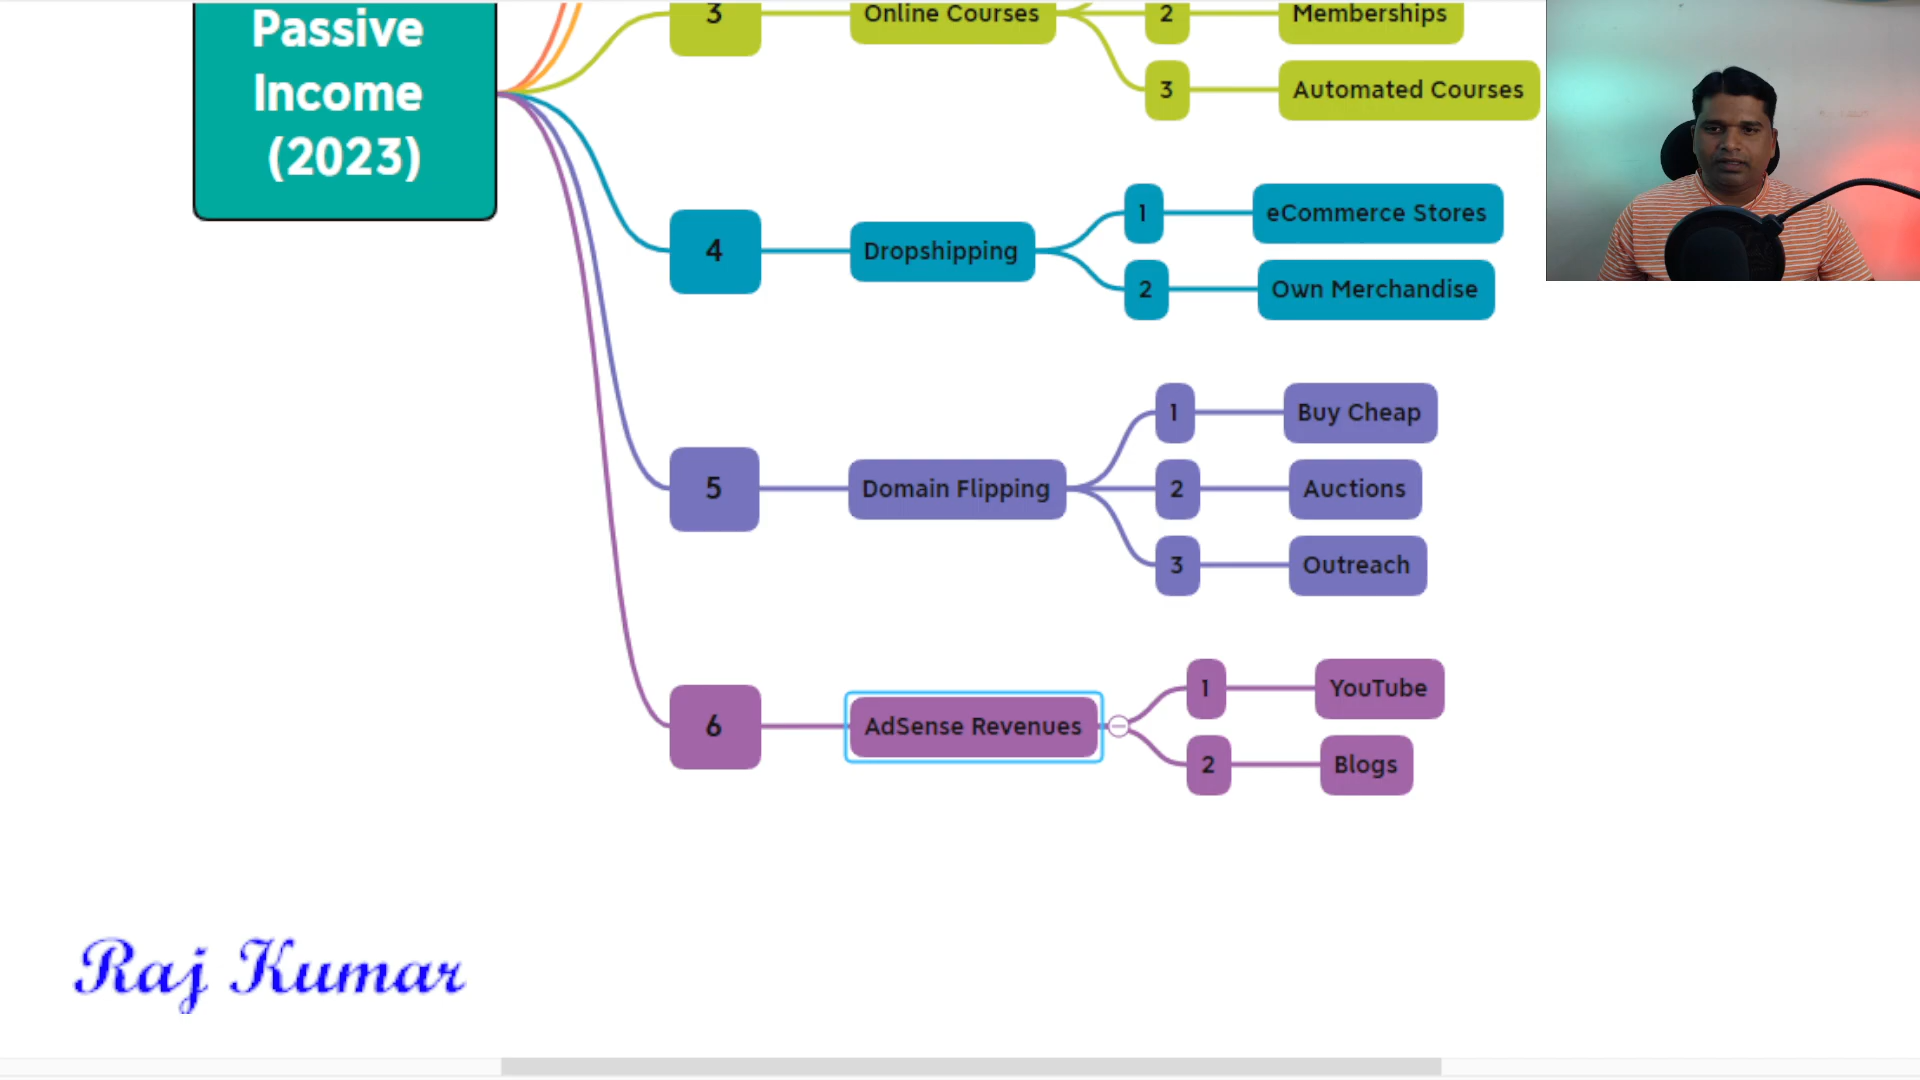 Passive
Income
(2023)
3
Online Courses
2
Memberships
3
Automated Courses
4
Dropshipping
1
eCommerce Stores
2
Own Merchandise
5
Domain Flipping
1
Buy Cheap
2
Auctions
3
Outreach
6
AdSense Revenues
1
YouTube
2
Blogs
Raj Kumar